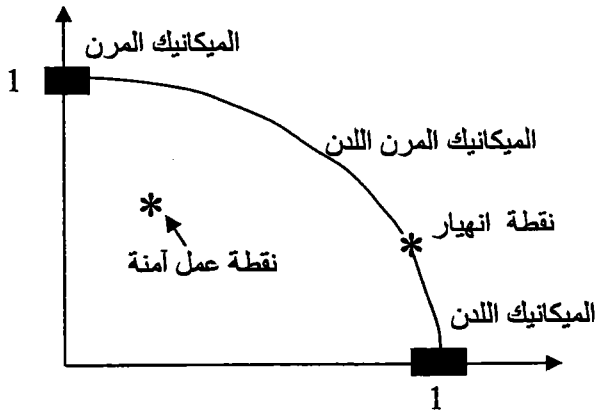 الميكانيك المرن
1
الميكانيك المرن اللدن
نقطة انهيار
نقطة عمل آمنة
الميكانيك اللدن
1